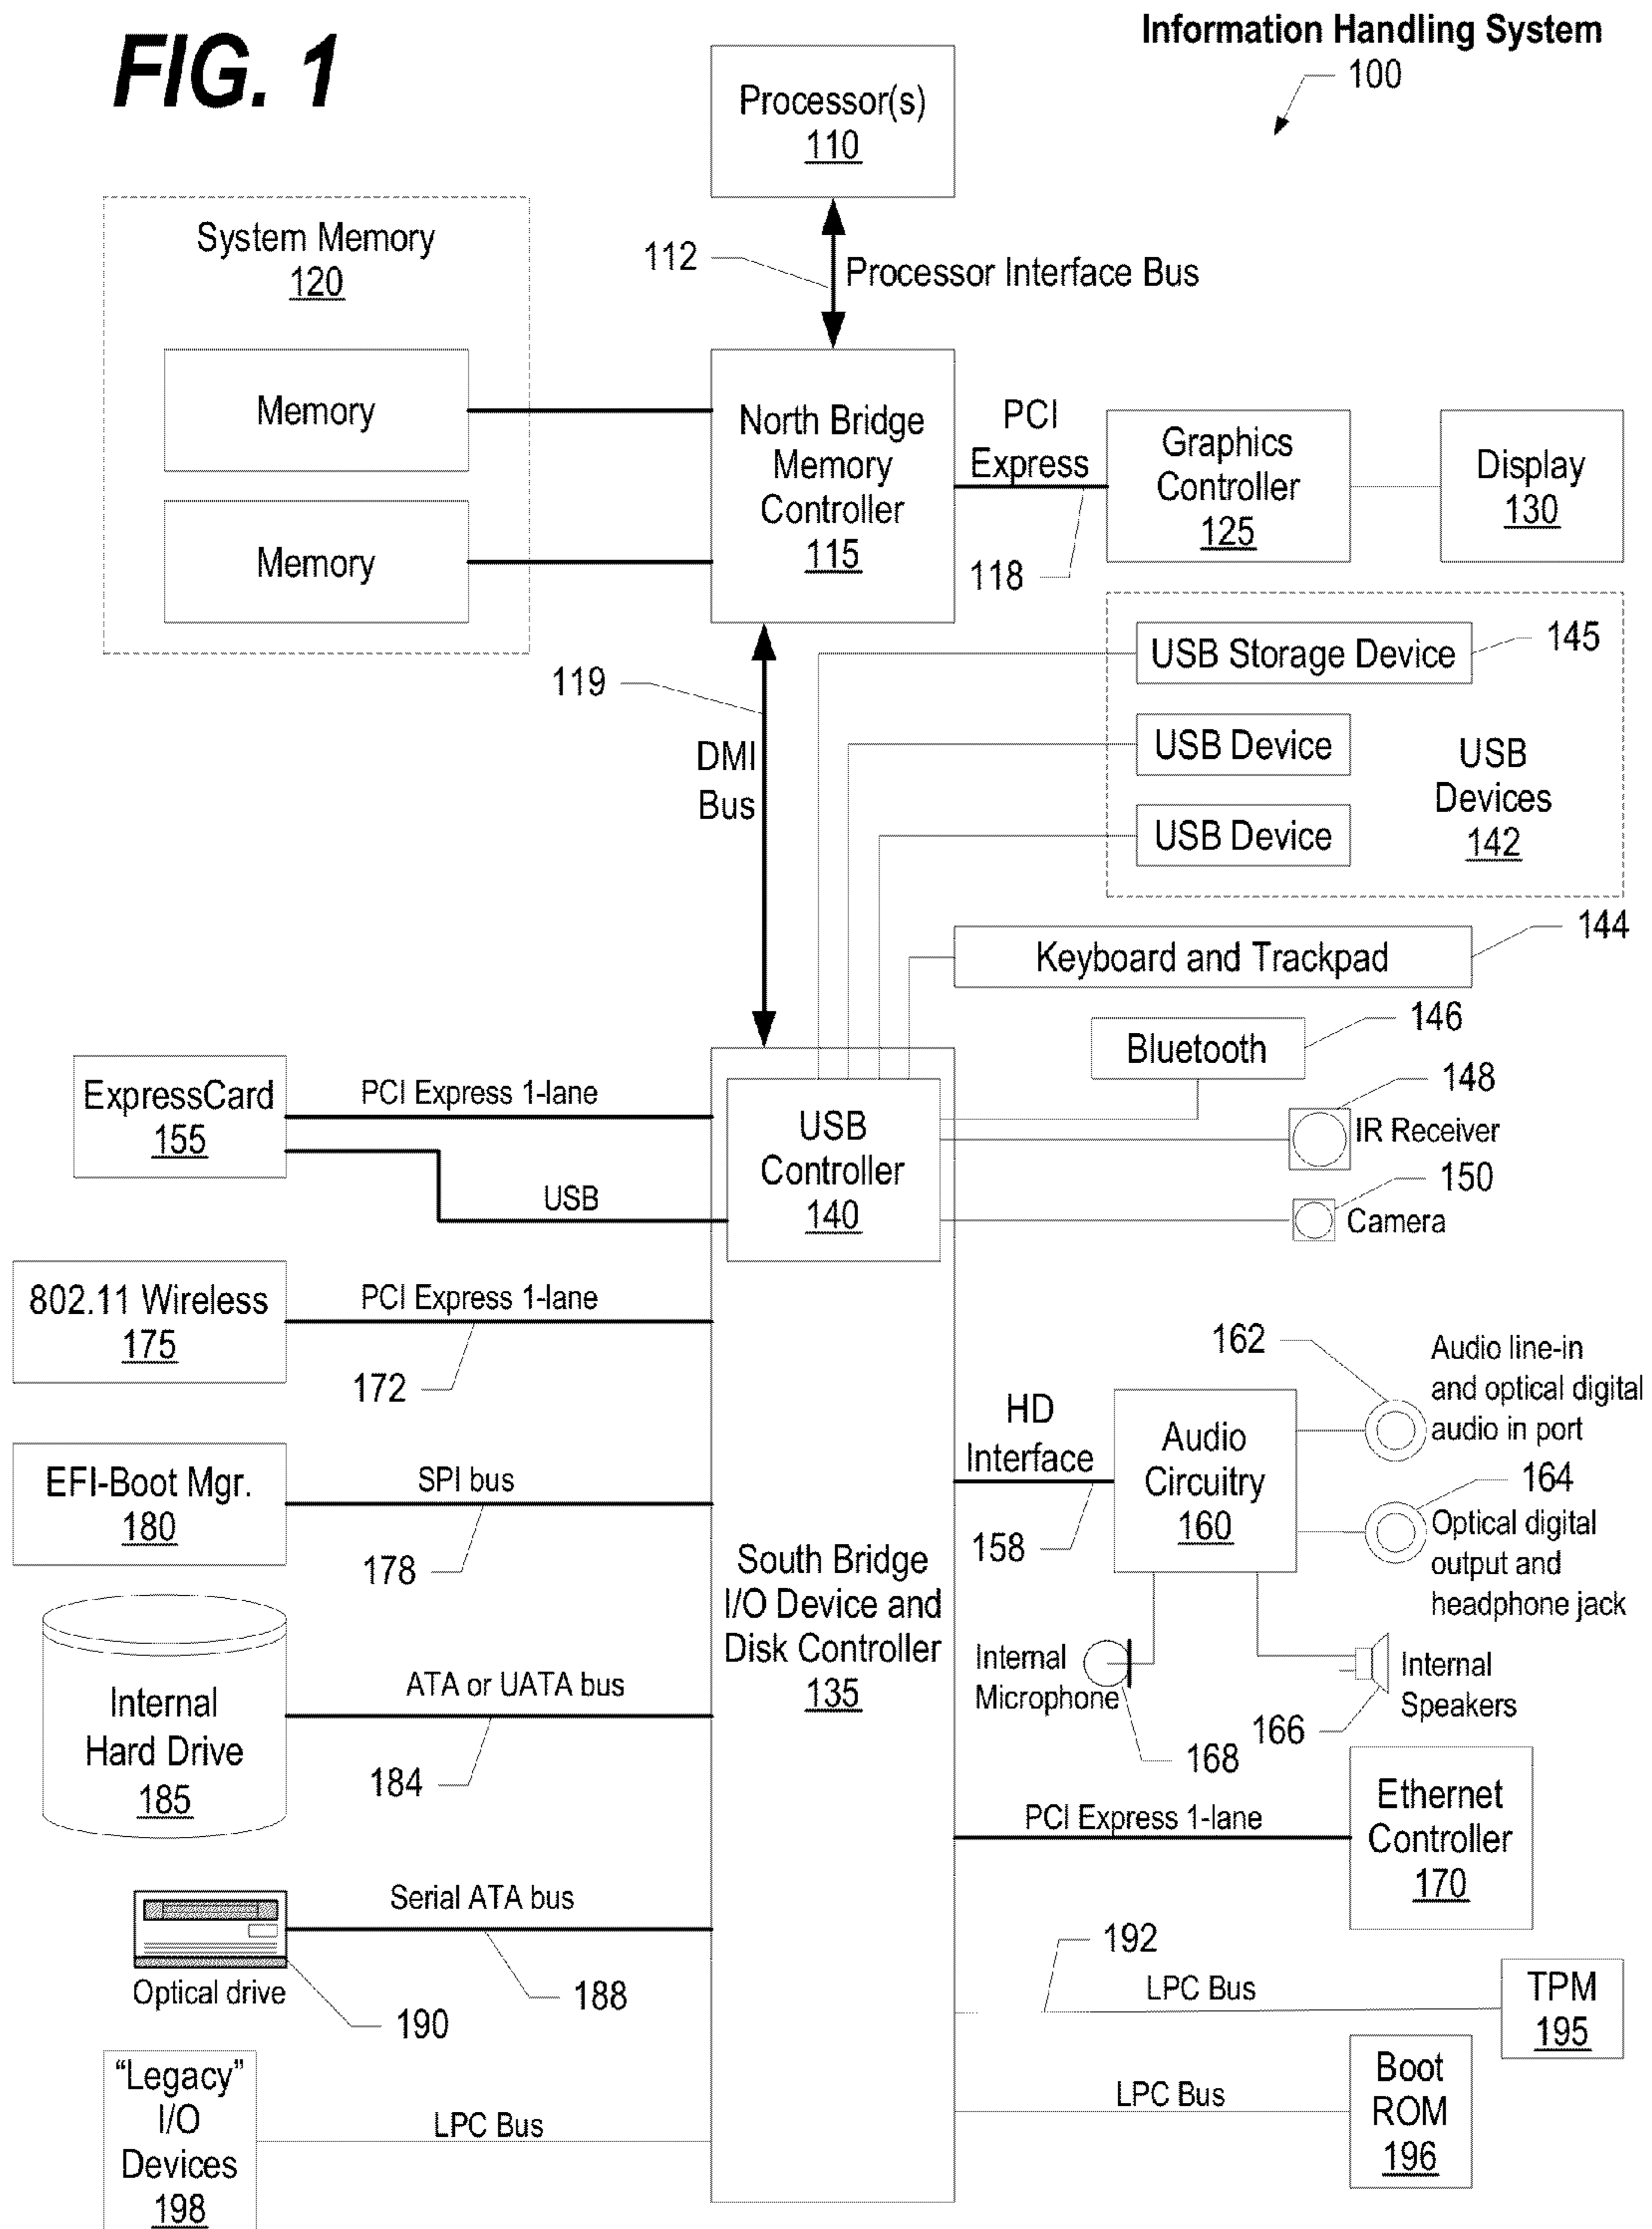 FIG. 1
Information Handling System
100
Processor(s)
110
112
Processor Interface Bus
System Memory
120
Memory
Memory
North Bridge
Memory
Controller
115
PCI
Express
118
Graphics
Controller
125
Display
130
119
DMI
Bus
USB Storage Device
145
USB Device
USB Device
USB
Devices
142
Keyboard and Trackpad
144
Bluetooth
146
148
IR Receiver
150
Camera
ExpressCard
155
PCI Express 1-lane
USB
USB
Controller
140
802.11 Wireless
175
PCI Express 1-lane
172
EFI-Boot Mgr.
180
SPI bus
178
South Bridge
I/O Device and
Disk Controller
135
HD
Interface
158
Audio
Circuitry
160
162
Audio line-in
and optical digital
audio in port
164
Optical digital
output and
headphone jack
Internal
Microphone
168
Internal
Speakers
166
Internal
Hard Drive
185
ATA or UATA bus
184
PCI Express 1-lane
Ethernet
Controller
170
Serial ATA bus
188
Optical drive
190
192
LPC Bus
TPM
195
LPC Bus
Boot
ROM
196
“Legacy”
I/O
Devices
198
LPC Bus